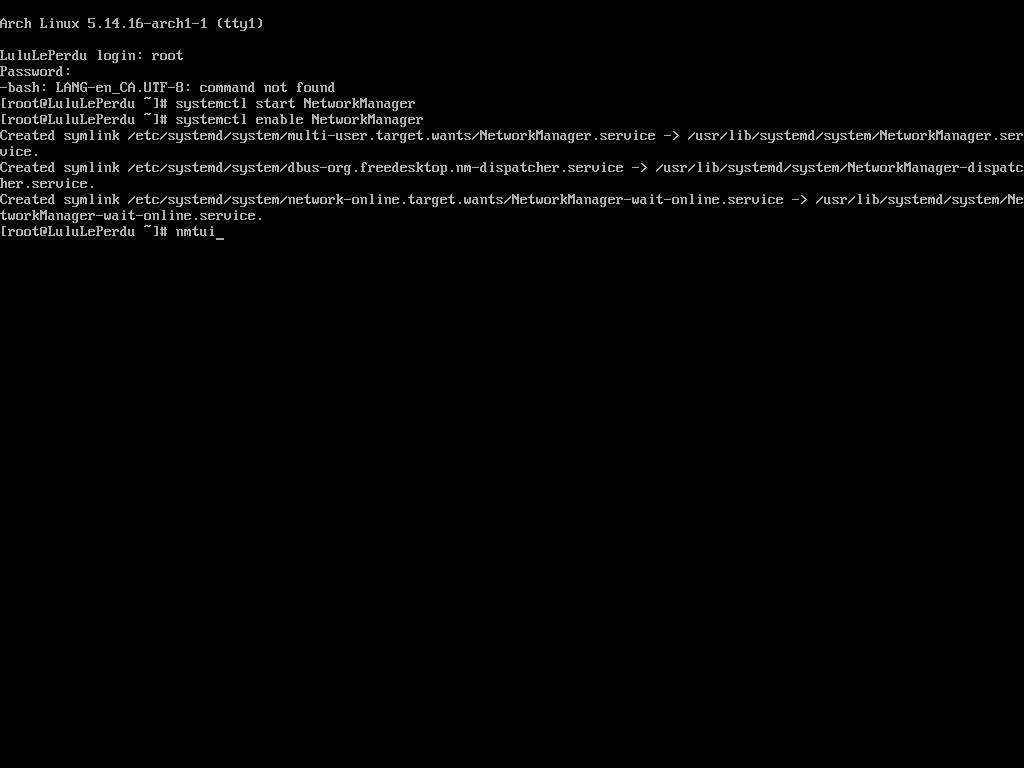 Arch Linux 5.14.16-arch1-1 (tty1)
LuluLePerdu login: root
Password:
-bash: LANG-en_CA.UTF-8: command not found
[root@LuluLePerdu ~]# systemctl start NetworkManager
[root@LuluLePerdu ~]# systemctl enable NetworkManager
Created symlink /etc/systemd/system/multi-user.target.wants/NetworkManager.service -> /usr/lib/systemd/system/NetworkManager.ser
vice.
Created symlink /etc/systemd/system/dbus-org.freedesktop.nm-dispatcher.service -> /usr/lib/systemd/system/NetworkManager-dispatc
her.service.
Created symlink /etc/systemd/system/network-online.target.wants/NetworkManager-wait-online.service -> /usr/lib/systemd/system/Ne
tworkManager-wait-online.service.
[root@LuluLePerdu ~]# nmtui_